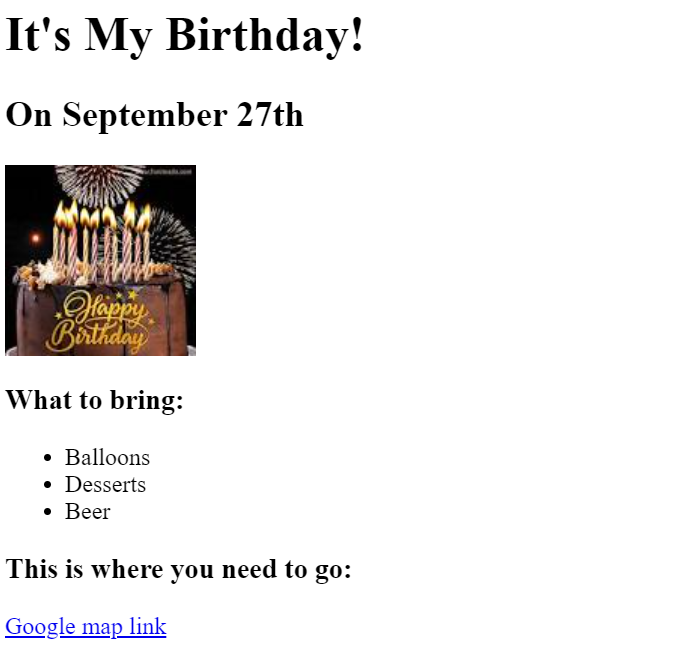 It's My Birthday!
On September 27th
Happy
Birthday
What to bring:
Balloons
Desserts
Beer
This is where you need to go:
Google map link